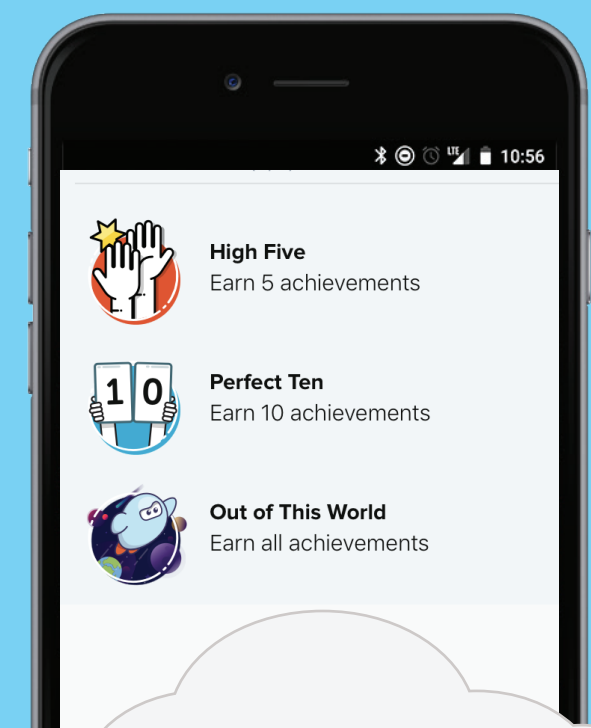 LTE
10:56
High Five
Earn 5 achievements
10
Perfect Ten
Earn 10 achievements
Out of This World
Earn all achievements